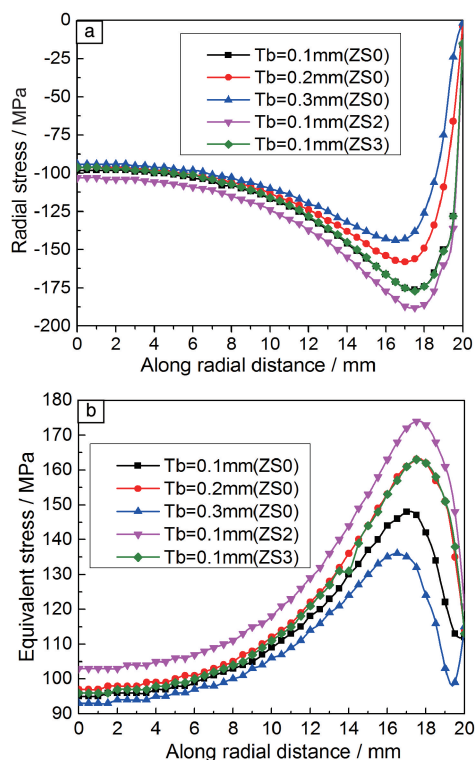 a
Radial stress / MPa
0
-25
-50
-75
-100
-125
-150
-175
-200
Tb=0.1mm(ZS0)
Tb=0.2mm(ZS0)
Tb=0.3mm(ZS0)
Tb=0.1mm(ZS2)
Tb=0.1mm(ZS3)
0 2 4 6 8 10 12 14 16 18 20
Along radial distance / mm
b
Equivalent stress / MPa
180
170
160
150
140
130
120
110
100
90
Tb=0.1mm(ZS0)
Tb=0.2mm(ZS0)
Tb=0.3mm(ZS0)
Tb=0.1mm(ZS2)
Tb=0.1mm(ZS3)
0 2 4 6 8 10 12 14 16 18 20
Along radial distance / mm